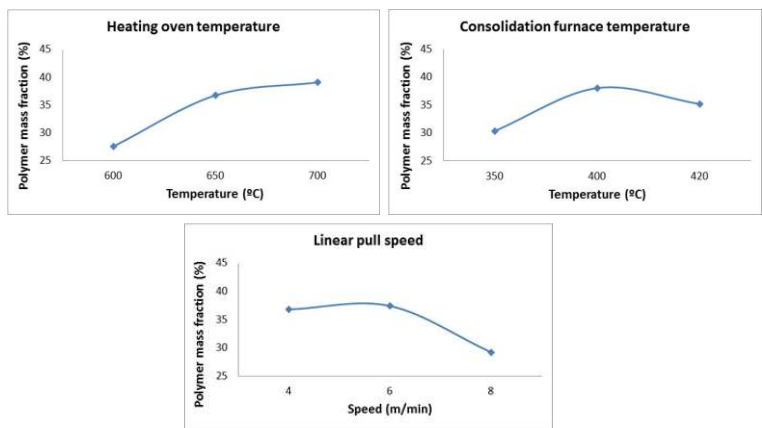 Heating oven temperature
Polymer mass fraction (%)
45
40
35
30
25
600 650 700
Temperature (ºC)
Consolidation furnace temperature
Polymer mass fraction (%)
45
40
35
30
25
350 400 420
Temperature (ºC)
Linear pull speed
Polymer mass fraction (%)
45
40
35
30
25
4 6 8
Speed (m/min)